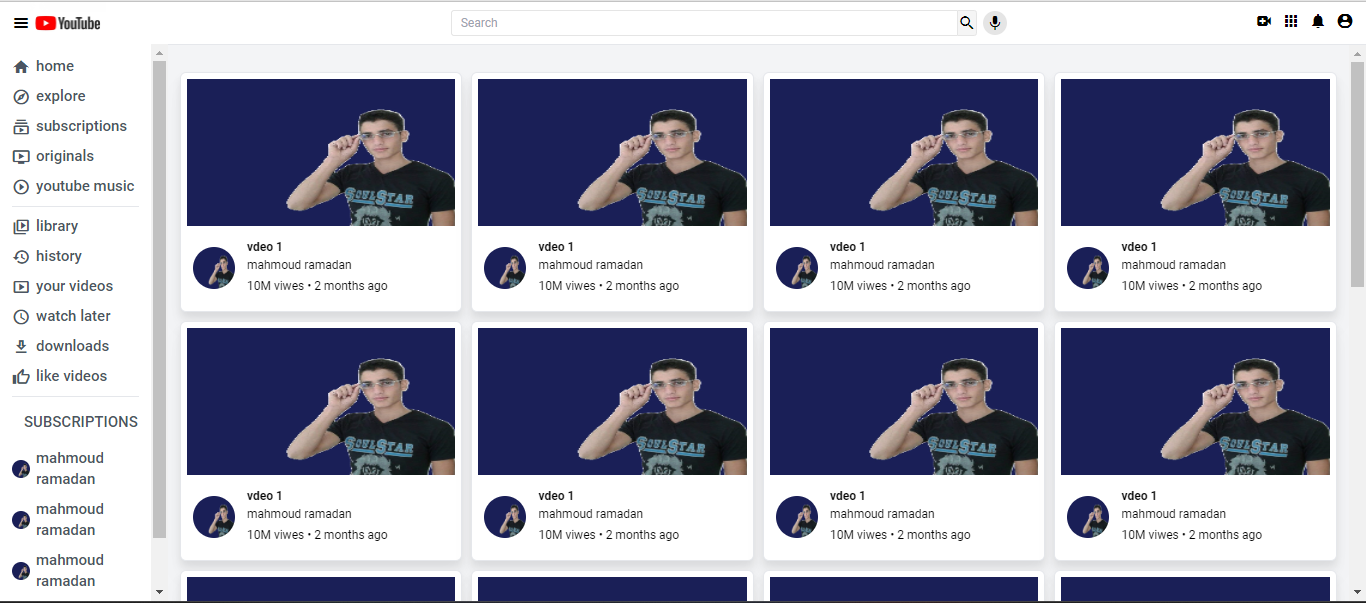 YouTube
Search
home
explore
subscriptions
originals
youtube music
library
history
your videos
watch later
downloads
like videos
SUBSCRIPTIONS
mahmoud
ramadan
mahmoud
ramadan
mahmoud
ramadan
SOULSTAR
vdeo 1
mahmoud ramadan
10M viwes • 2 months ago
SOULSTAR
vdeo 1
mahmoud ramadan
10M viwes • 2 months ago
SOULSTAR
vdeo 1
mahmoud ramadan
10M viwes • 2 months ago
SOULSTAR
vdeo 1
mahmoud ramadan
10M viwes • 2 months ago
SOULSTAR
vdeo 1
mahmoud ramadan
10M viwes • 2 months ago
SOULSTAR
vdeo 1
mahmoud ramadan
10M viwes • 2 months ago
SOULSTAR
vdeo 1
mahmoud ramadan
10M viwes • 2 months ago
SOULSTAR
vdeo 1
mahmoud ramadan
10M viwes • 2 months ago